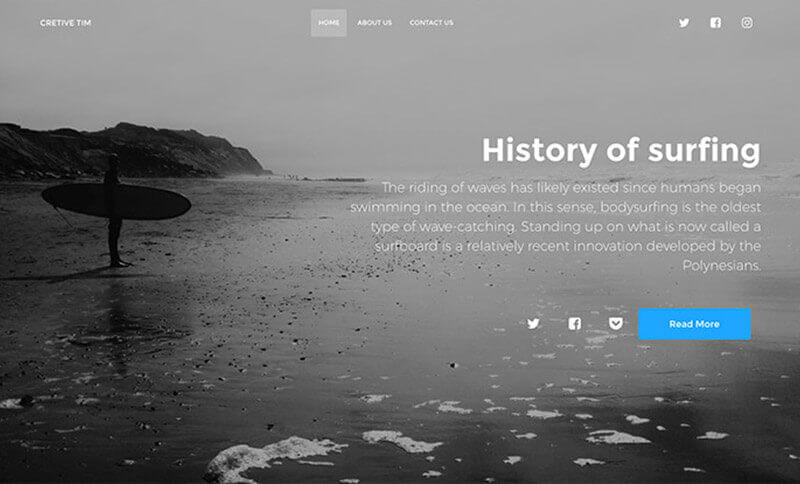 CRETIVE TIM
HOME ABOUT US CONTACT US
History of surfing
The riding of waves has likely existed since humans began
swimming in the ocean. In this sense, bodysurfing is the oldest
type of wave-catching. Standing up on what is now called a
surfboard is a relatively recent innovation developed by the
Polynesians.
Read More